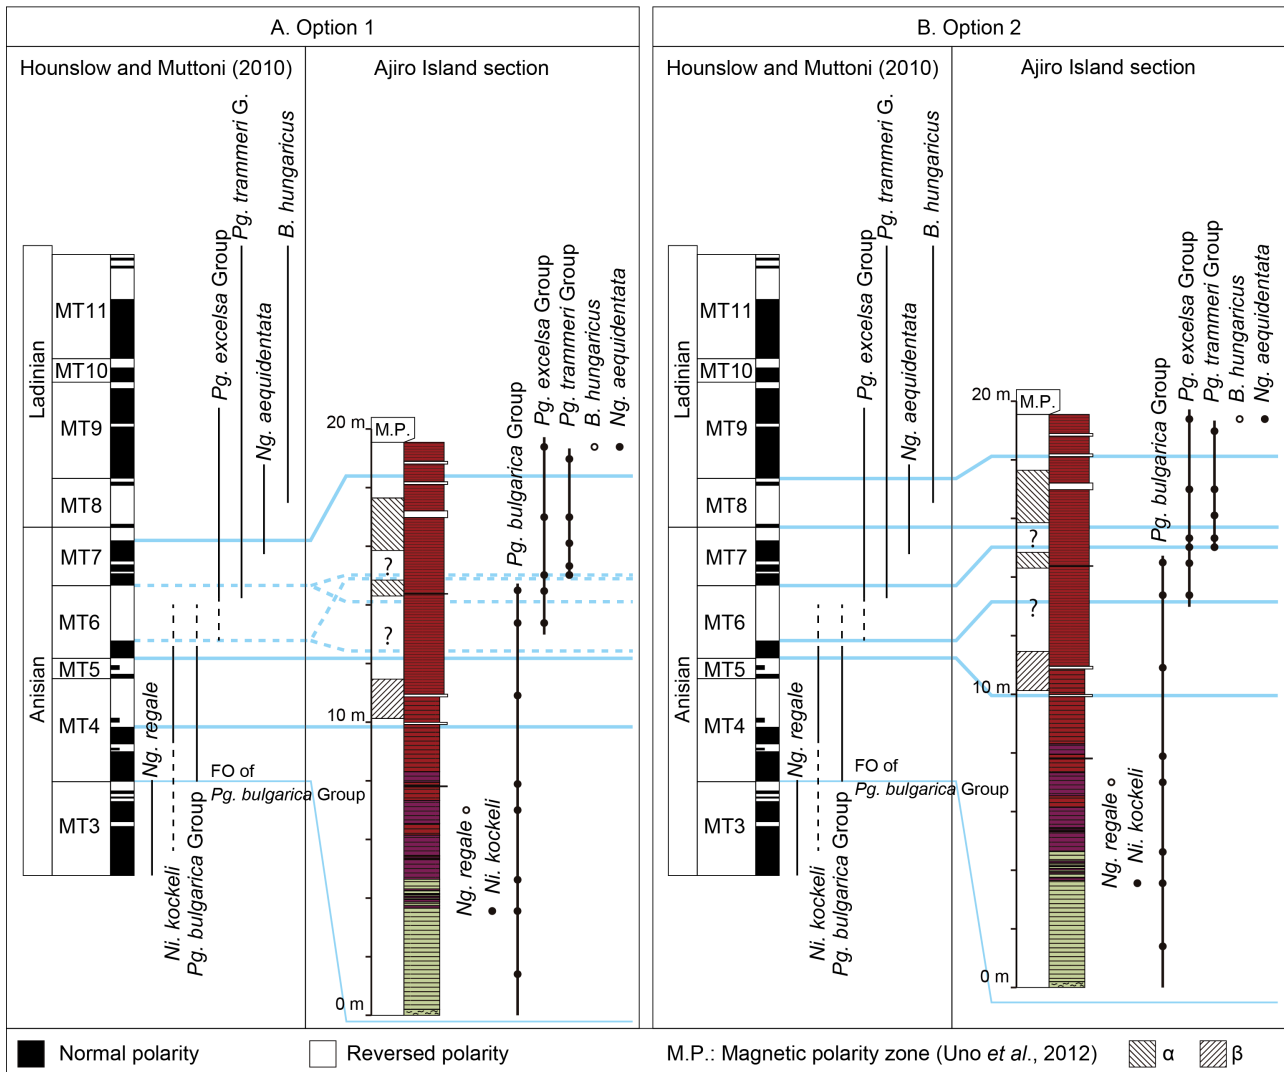 A. Option 1
Hounslow and Muttoni (2010)
Ajiro Island section
Pg. excelsa Group
Pg. trammeri G.
Ng. aequidentata
B. hungaricus
Ladinian
Anisian
MT11
MT10
MT9
MT8
MT7
MT6
MT5
MT4
MT3
Ng. regale
Ni. kockeli
Pg. bulgarica Group
FO of
Pg. bulgarica Group
20 m
M.P.
?
?
10 m
0 m
Ng. regale
Ni. kockeli
Pg. bulgarica Group
Pg. excelsa Group
Pg. trammeri Group
B. hungaricus
Ng. aequidentata
B. Option 2
Hounslow and Muttoni (2010)
Ajiro Island section
Pg. excelsa Group
Pg. trammeri G.
Ng. aequidentata
B. hungaricus
Ladinian
Anisian
MT11
MT10
MT9
MT8
MT7
MT6
MT5
MT4
MT3
Ng. regale
Ni. kockeli
Pg. bulgarica Group
FO of
Pg. bulgarica Group
20 m
M.P.
?
?
10 m
0 m
Ng. regale
Ni. kockeli
Pg. bulgarica Group
Pg. excelsa Group
Pg. trammeri Group
B. hungaricus
Ng. aequidentata
Normal polarity
Reversed polarity
M.P.: Magnetic polarity zone (Uno et al., 2012)
α
β